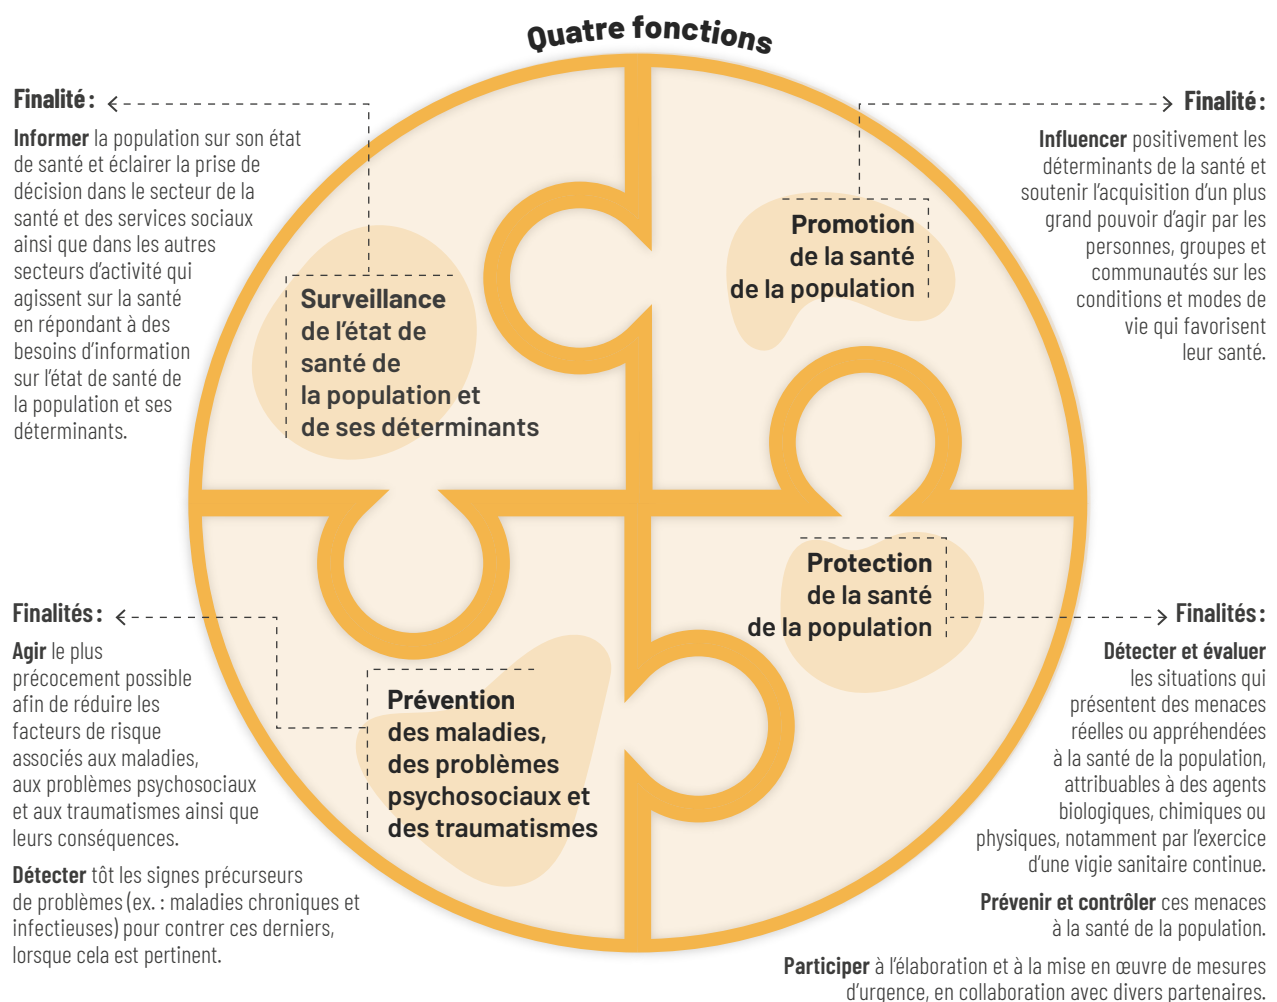 Quatre fonctions
Finalité :
Informer la population sur son état
de santé et éclairer la prise de
décision dans le secteur de la
santé et des services sociaux
ainsi que dans les autres
secteurs d'activité qui
agissent sur la santé
en répondant à des
besoins d'information
sur l'état de santé de
la population et ses
déterminants.
Surveillance
de l'état de
santé de
la population et
de ses déterminants
Promotion
de la santé
de la population
Finalité :
Influencer positivement les
déterminants de la santé et
soutenir l'acquisition d'un plus
grand pouvoir d'agir par les
personnes, groupes et
communautés sur les
conditions et modes de
vie qui favorisent
leur santé.
Finalités :
Agir le plus
précocement possible
afin de réduire les
facteurs de risque
associés aux maladies,
aux problèmes psychosociaux
et aux traumatismes ainsi que
leurs conséquences.
Détecter tôt les signes précurseurs
de problèmes (ex. : maladies chroniques et
infectieuses) pour contrer ces derniers,
lorsque cela est pertinent.
Prévention
des maladies,
des problèmes
psychosociaux et
des traumatismes
Protection
de la santé
de la population
Finalités :
Détecter et évaluer
les situations qui
présentent des menaces
réelles ou appréhendées
à la santé de la population,
attribuables à des agents
biologiques, chimiques ou
physiques, notamment par l'exercice
d'une vigie sanitaire continue.
Prévenir et contrôler ces menaces
à la santé de la population.
Participer à l'élaboration et à la mise en œuvre de mesures
d'urgence, en collaboration avec divers partenaires.